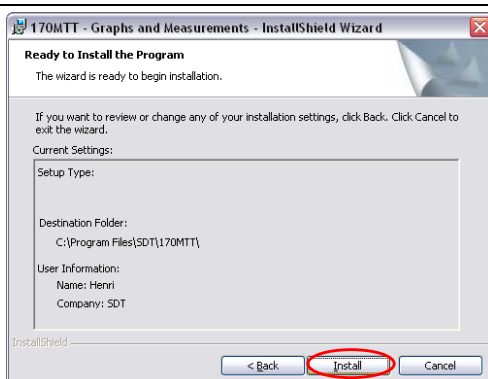 170MTT - Graphs and Measurements - InstallShield Wizard
Ready to Install the Program
The wizard is ready to begin installation.
If you want to review or change any of your installation settings, click Back. Click Cancel to
exit the wizard.
Current Settings:
Setup Type:
Destination Folder:
C:\Program Files\SDT\170MTT\
User Information:
Name: Henri
Company: SDT
InstallShield
< Back
Install
Cancel